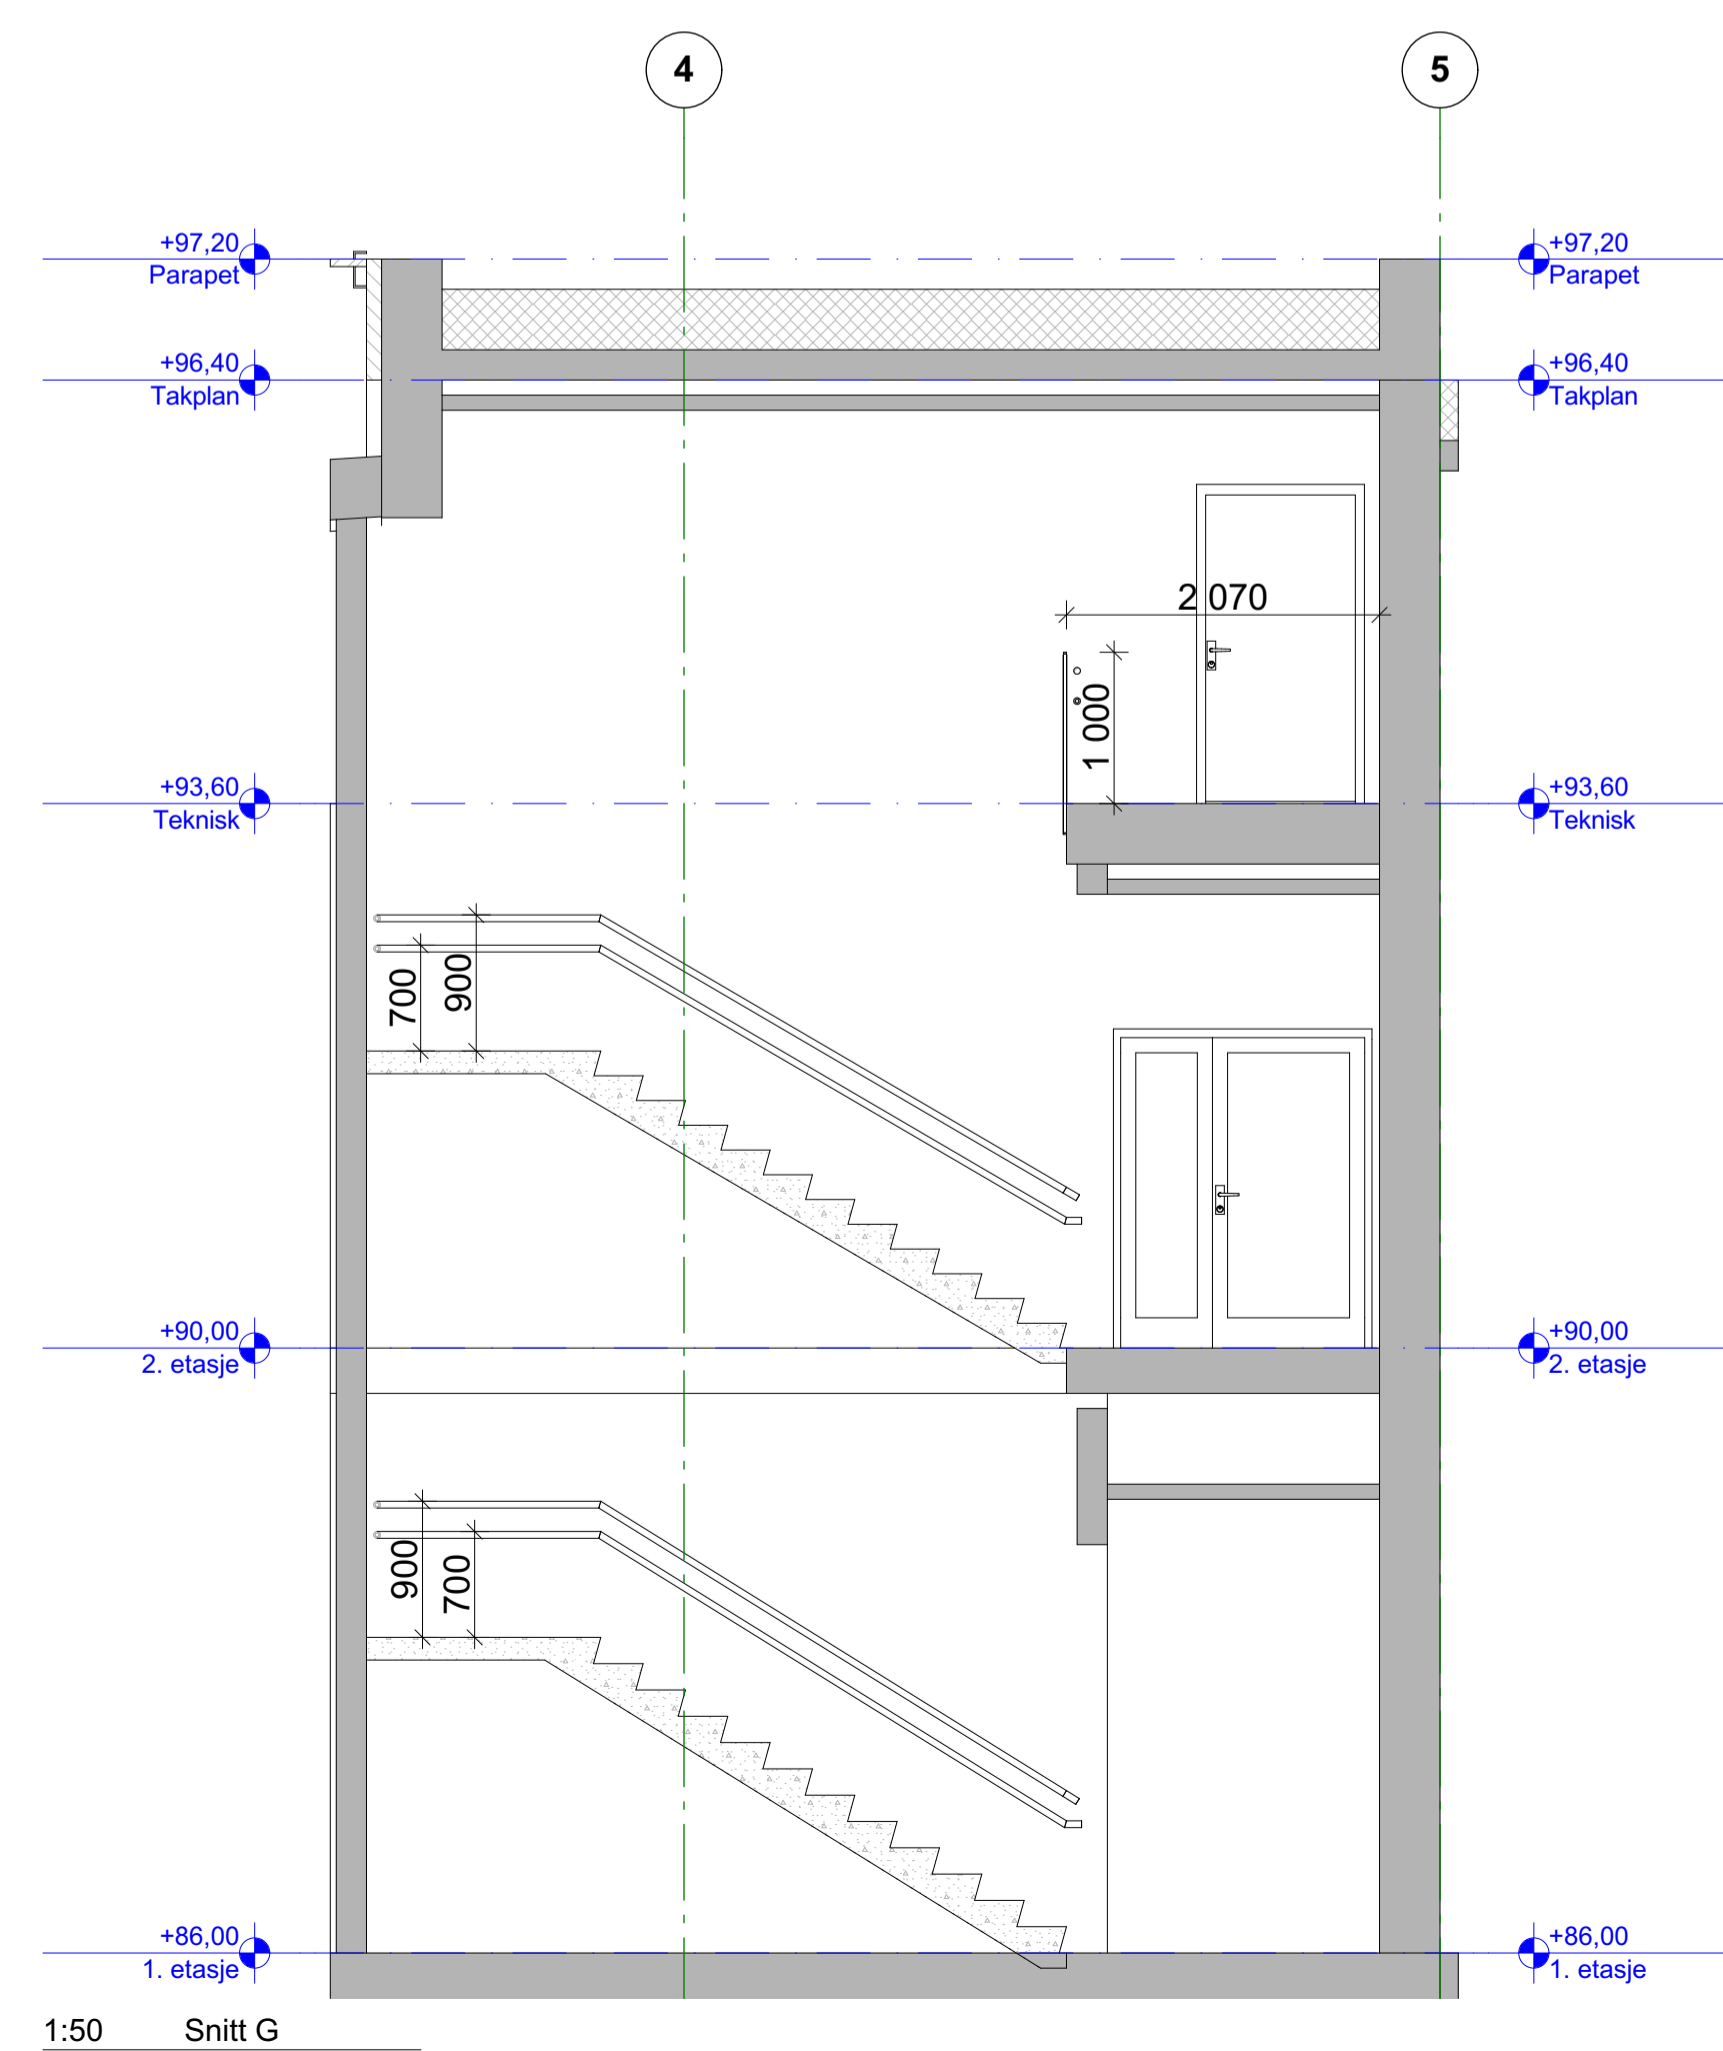 4
5
+97,20
Parapet
+97,20
Parapet
+96,40
Takplan
+96,40
Takplan
2 070
1 000
+93,60
Teknisk
+93,60
Teknisk
700
900
+90,00
2. etasje
+90,00
2. etasje
900
700
+86,00
1. etasje
+86,00
1. etasje
1:50 Snitt G